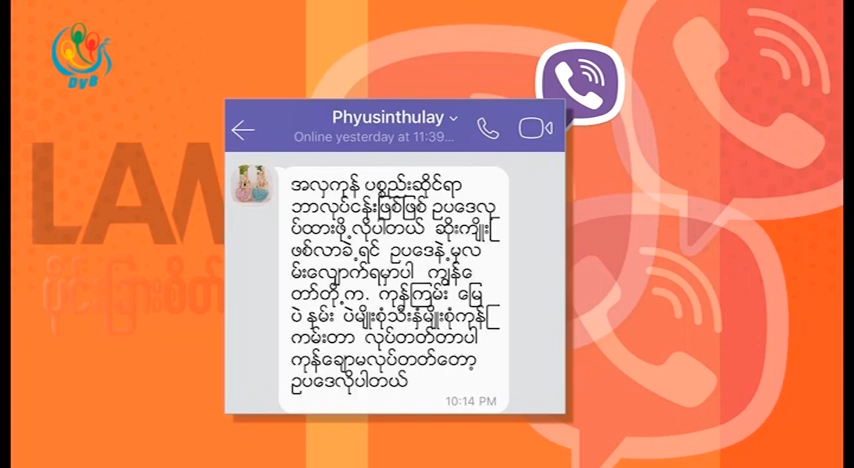 DVB
LAW
Phyusinthulay
Online yesterday at 11:39...
အလှကုန် ပစ္စည်းဆိုင်ရာ
ဘာလုပ်ငန်းဖြစ်ဖြစ် ဥပဒေလု
ပ်ထားဖို့လိုပါတယ် ဆိုးကျိုး
ဖြစ်လာခဲ့ရင် ဥပဒေနဲ့မှလ
မ်းလျောက်ရမှာပါ ကျွန်
တော်တို့က. ကုန်ကြမ်း မြေ
ပဲ နှမ်း ပဲမျိုးစုံသီးနှံမျိုးစုံကုန်
ကြမ်းတာ လုပ်တတ်တာပါ
ကုန်ချောမလုပ်တတ်တော့
ဥပဒေလိုပါတယ်
10:14 PM